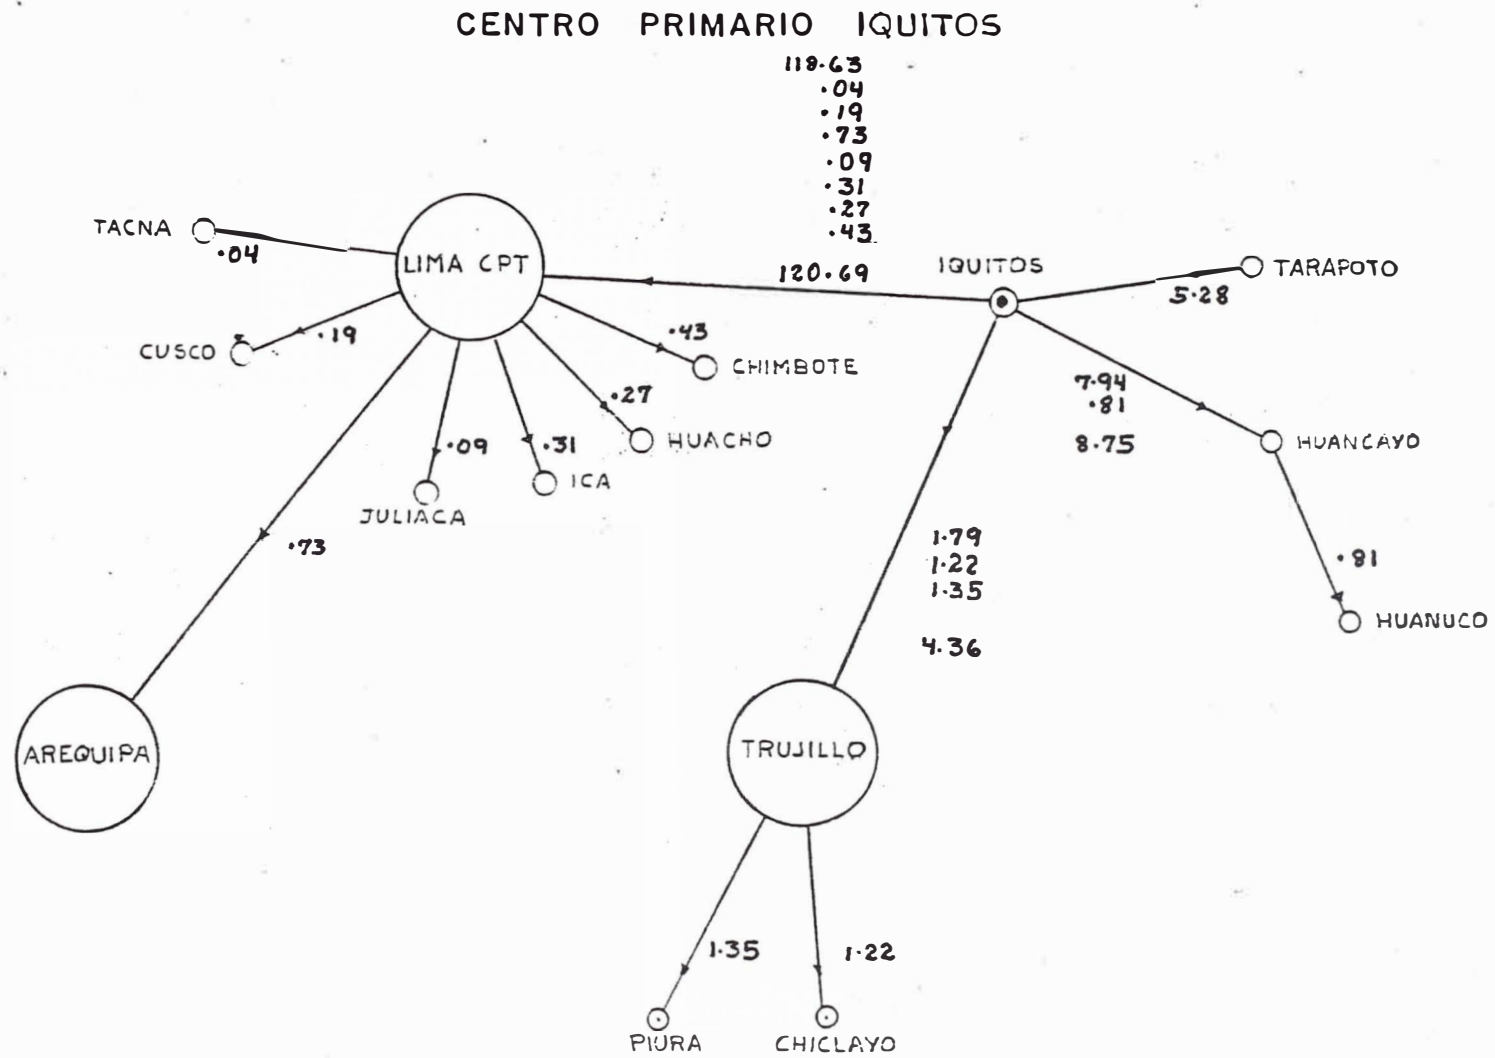 CENTRO PRIMARIO IQUITOS
118.63
.04
.19
.73
.09
.31
.27
.43
120.69
TACNA
.04
LIMA CPT
IQUITOS
TARAPOTO
5.28
CUSCO
.19
.43
CHIMBOTE
7.94
.81
8.75
.27
HUACHO
HUANCAYO
.09
.31
ICA
JULIACA
.73
1.79
1.22
1.35
4.36
.81
HUANUCO
AREQUIPA
TRUJILLO
1.35
1.22
PIURA
CHICLAYO